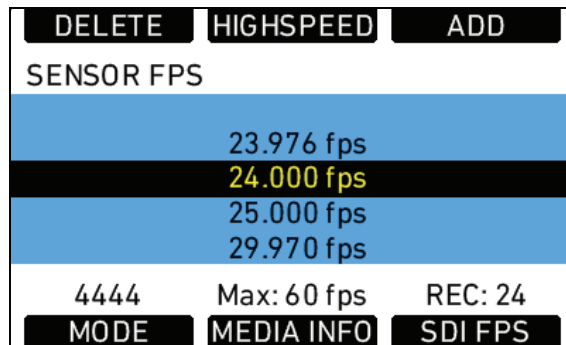 DELETE HIGHSPEED ADD
SENSOR FPS
23.976 fps
24.000 fps
25.000 fps
29.970 fps
4444 Max: 60 fps REC: 24
MODE MEDIA INFO SDI FPS